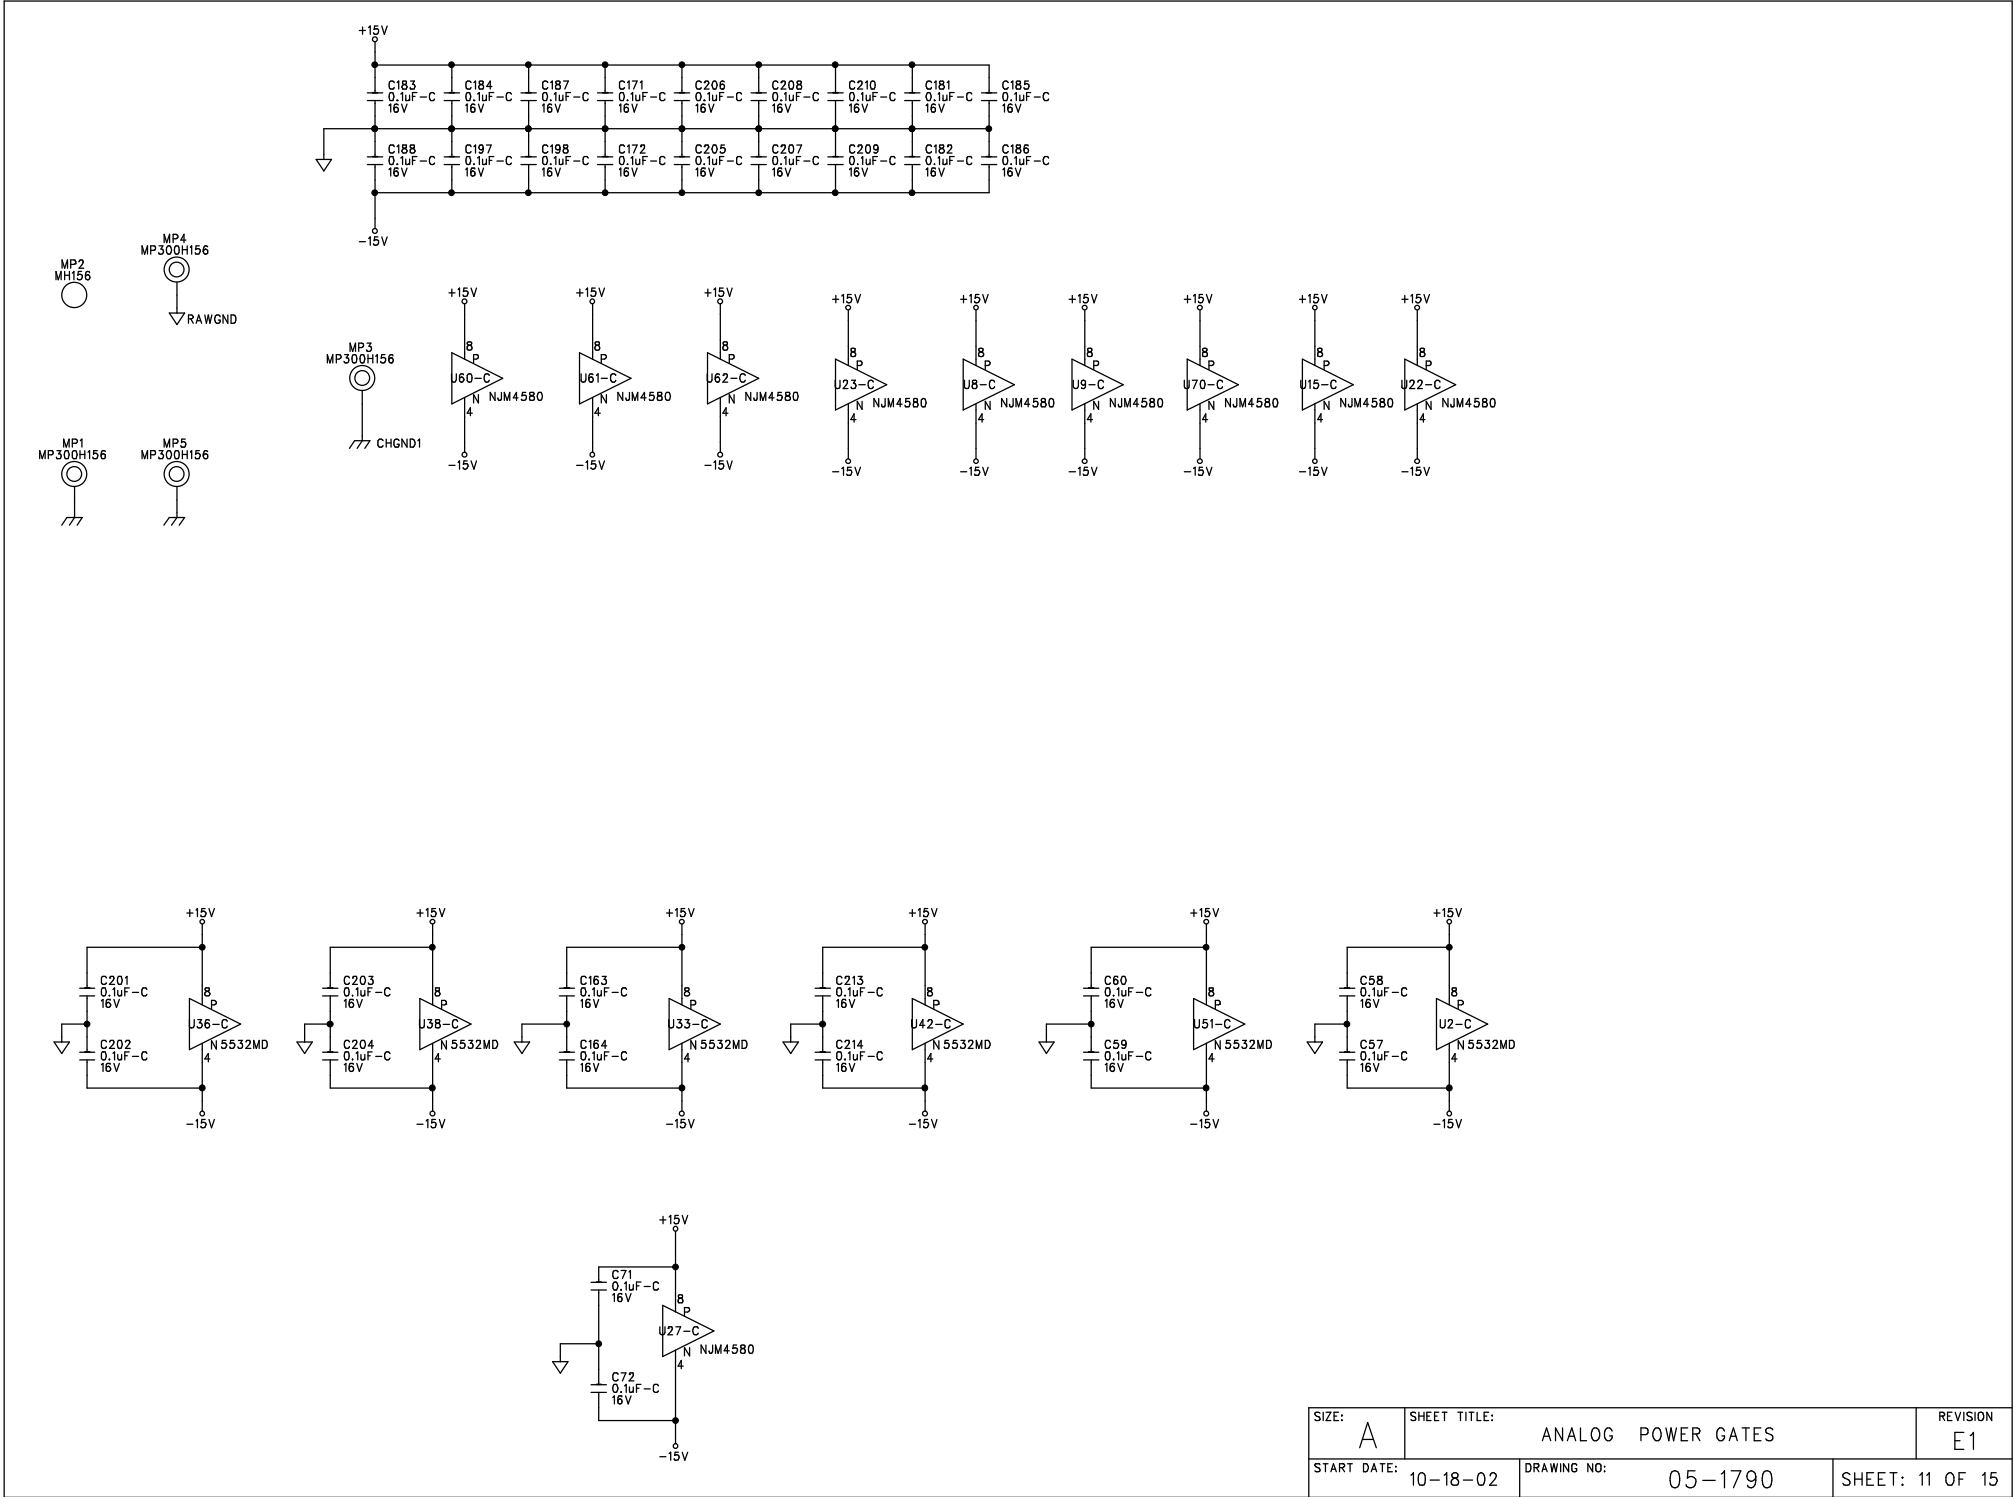 +15V
C183 C184 C187 C171 C206 C208 C210 C181 C185
0.1uF-C 0.1uF-C 0.1uF-C 0.1uF-C 0.1uF-C 0.1uF-C 0.1uF-C 0.1uF-C 0.1uF-C
16V 16V 16V 16V 16V 16V 16V 16V 16V
C188 C197 C198 C172 C205 C207 C209 C182 C186
0.1uF-C 0.1uF-C 0.1uF-C 0.1uF-C 0.1uF-C 0.1uF-C 0.1uF-C 0.1uF-C 0.1uF-C
16V 16V 16V 16V 16V 16V 16V 16V 16V
-15V
MP4
MP300H156
RAWGND
MP2
MH156
MP3
MP300H156
CHGND1
MP1
MP300H156
MP5
MP300H156
+15V +15V +15V +15V +15V +15V +15V +15V +15V
8 8 8 8 8 8 8 8 8
P P P P P P P P P
U60-C U61-C U62-C U23-C U8-C U9-C U70-C U15-C U22-C
N NJM4580 N NJM4580 N NJM4580 N NJM4580 N NJM4580 N NJM4580 N NJM4580 N NJM4580 N NJM4580
4 4 4 4 4 4 4 4 4
-15V -15V -15V -15V -15V -15V -15V -15V -15V
+15V +15V +15V +15V +15V +15V
C201 C203 C163 C213 C60 C58
0.1uF-C 0.1uF-C 0.1uF-C 0.1uF-C 0.1uF-C 0.1uF-C
16V 16V 16V 16V 16V 16V
8 8 8 8 8 8
P P P P P P
U36-C U38-C U33-C U42-C U51-C U2-C
N 5532MD N 5532MD N 5532MD N 5532MD N 5532MD N 5532MD
4 4 4 4 4 4
C202 C204 C164 C214 C59 C57
0.1uF-C 0.1uF-C 0.1uF-C 0.1uF-C 0.1uF-C 0.1uF-C
16V 16V 16V 16V 16V 16V
-15V -15V -15V -15V -15V -15V
+15V
C71
0.1uF-C
16V
8
P
U27-C
N NJM4580
4
C72
0.1uF-C
16V
-15V
SIZE: A
SHEET TITLE: ANALOG POWER GATES
REVISION E1
START DATE: 10-18-02
DRAWING NO: 05-1790
SHEET: 11 OF 15